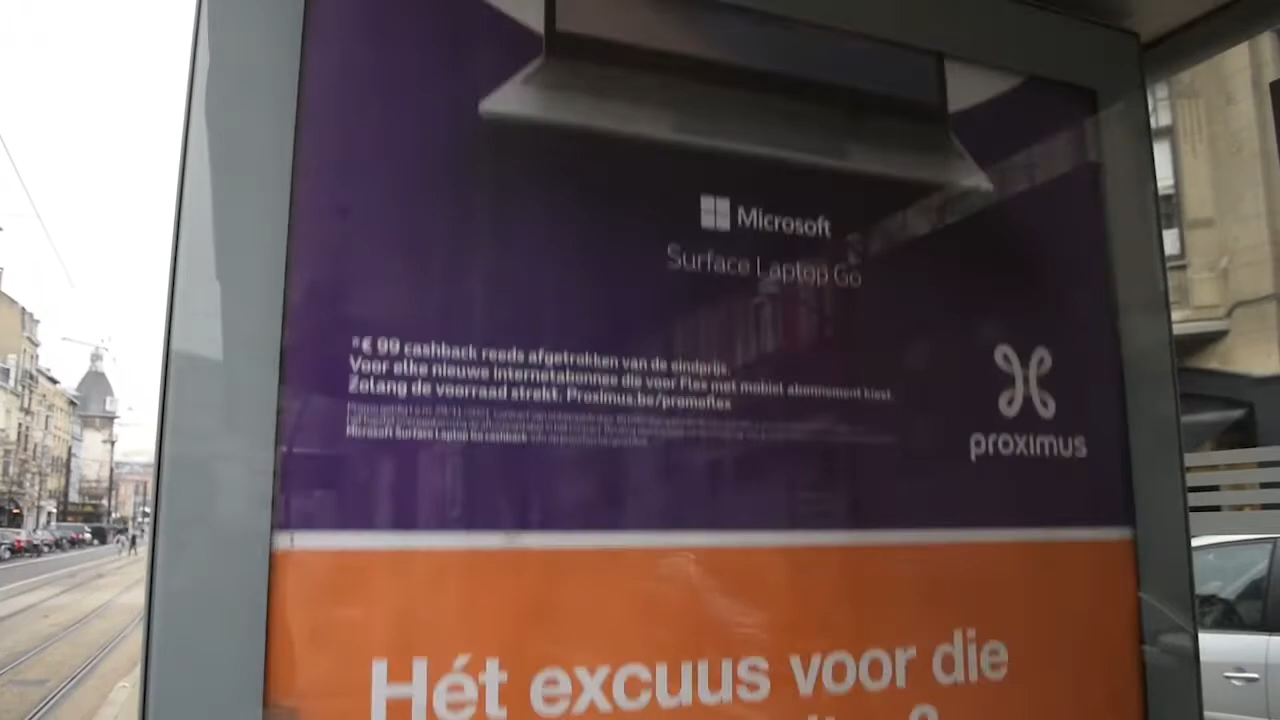 Microsoft
Surface Laptop Go
*€ 99 cashback reeds afgetrokken van de eindprijs.
Voor elke nieuwe internetabonnee die voor Flex met mobiel abonnement kiest.
Zolang de voorraad strekt. Proximus.be/promoflex
proximus
Hét excuus voor die